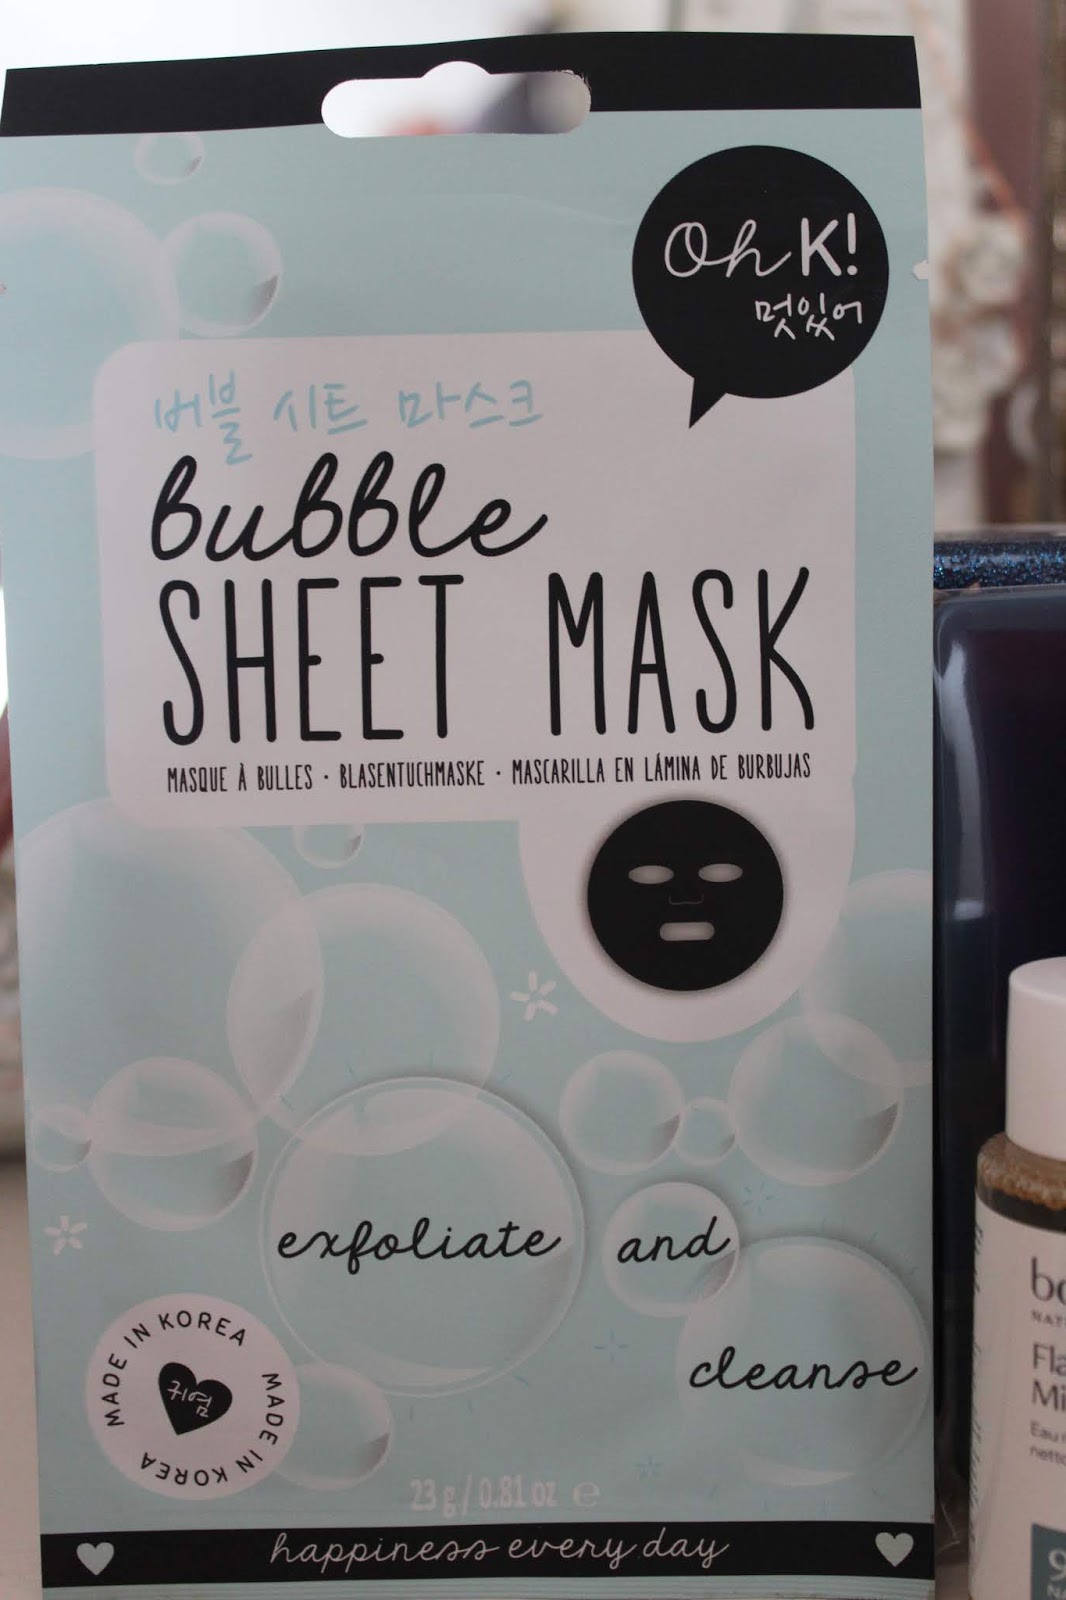 Oh K!
멋있어
버블 시트 마스크
bubble
SHEET MASK
MASQUE À BULLES · BLASENTUCHMASKE · MASCARILLA EN LÁMINA DE BURBUJAS
exfoliate and
cleanse
MADE IN KOREA MADE IN KOREA
귀염
23 g / 0.81 oz ℮
happiness every day
Eau